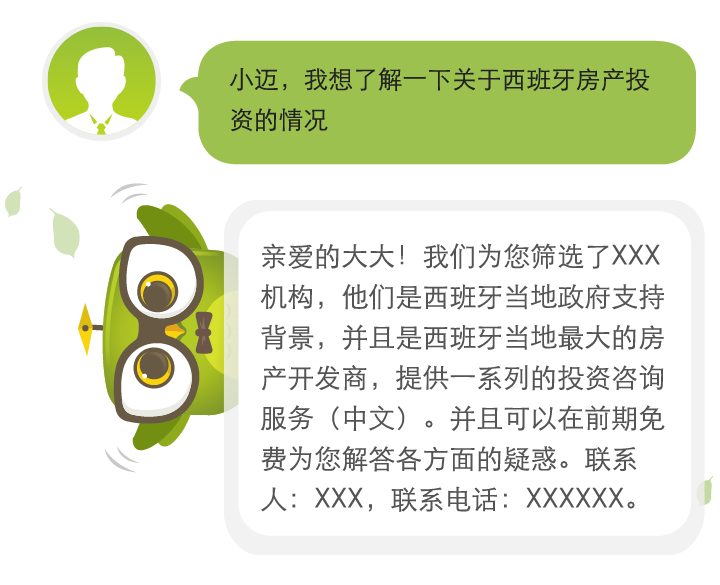 小迈，我想了解一下关于西班牙房产投
资的情况
亲爱的大大！我们为您筛选了XXX
机构，他们是西班牙当地政府支持
背景，并且是西班牙当地最大的房
产开发商，提供一系列的投资咨询
服务（中文）。并且可以在前期免
费为您解答各方面的疑惑。联系
人：XXX，联系电话：XXXXXX。